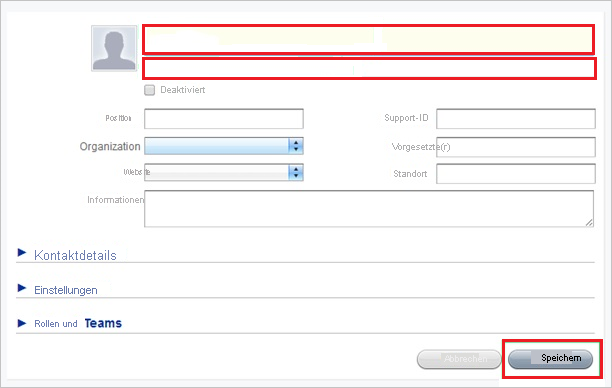 Deaktiviert
Position Support-ID
Organization Vorgesetzte(r)
Website Standort
Informationen
Kontaktdetails
Einstellungen
Rollen und Teams
Abbrechen Speichern